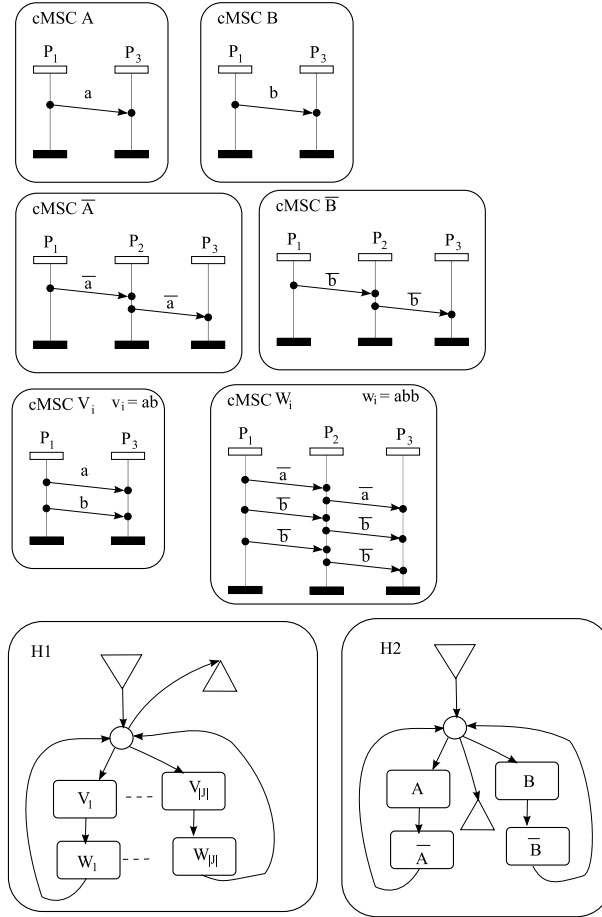 cMSC A
cMSC B
P1 P3
P1 P3
a
b
cMSC A̅
cMSC B̅
P1 P2 P3
P1 P2 P3
a̅
a̅
b̅
b̅
cMSC Vi vi = ab
cMSC Wi wi = abb
P1 P3
P1 P2 P3
a
b
a̅
a̅
b̅
b̅
b̅
b̅
H1
H2
V1 V|J|
W1 W|J|
A B
A̅ B̅